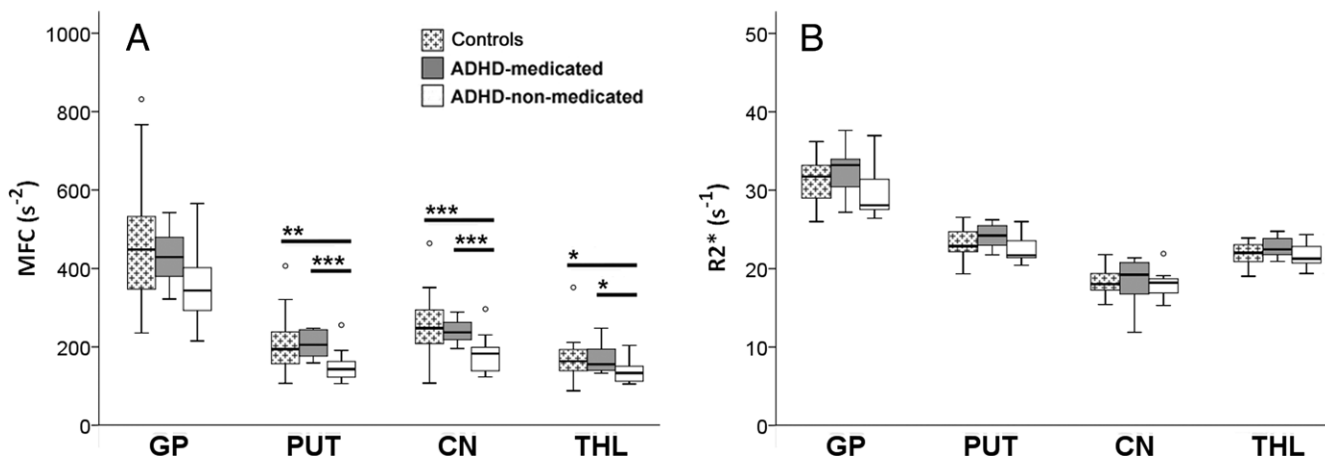 A
Controls
ADHD-medicated
ADHD-non-medicated
MFC (s⁻²)
1000
800
600
400
200
0
**
***
***
***
*
*
GP PUT CN THL
B
R2* (s⁻¹)
50
40
30
20
10
0
GP PUT CN THL